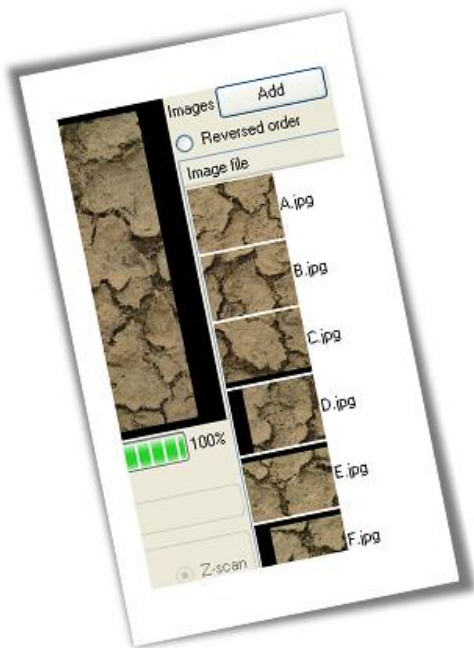 Images Add
Reversed order
Image file
A.jpg
B.jpg
C.jpg
D.jpg
E.jpg
F.jpg
100%
Z-scan